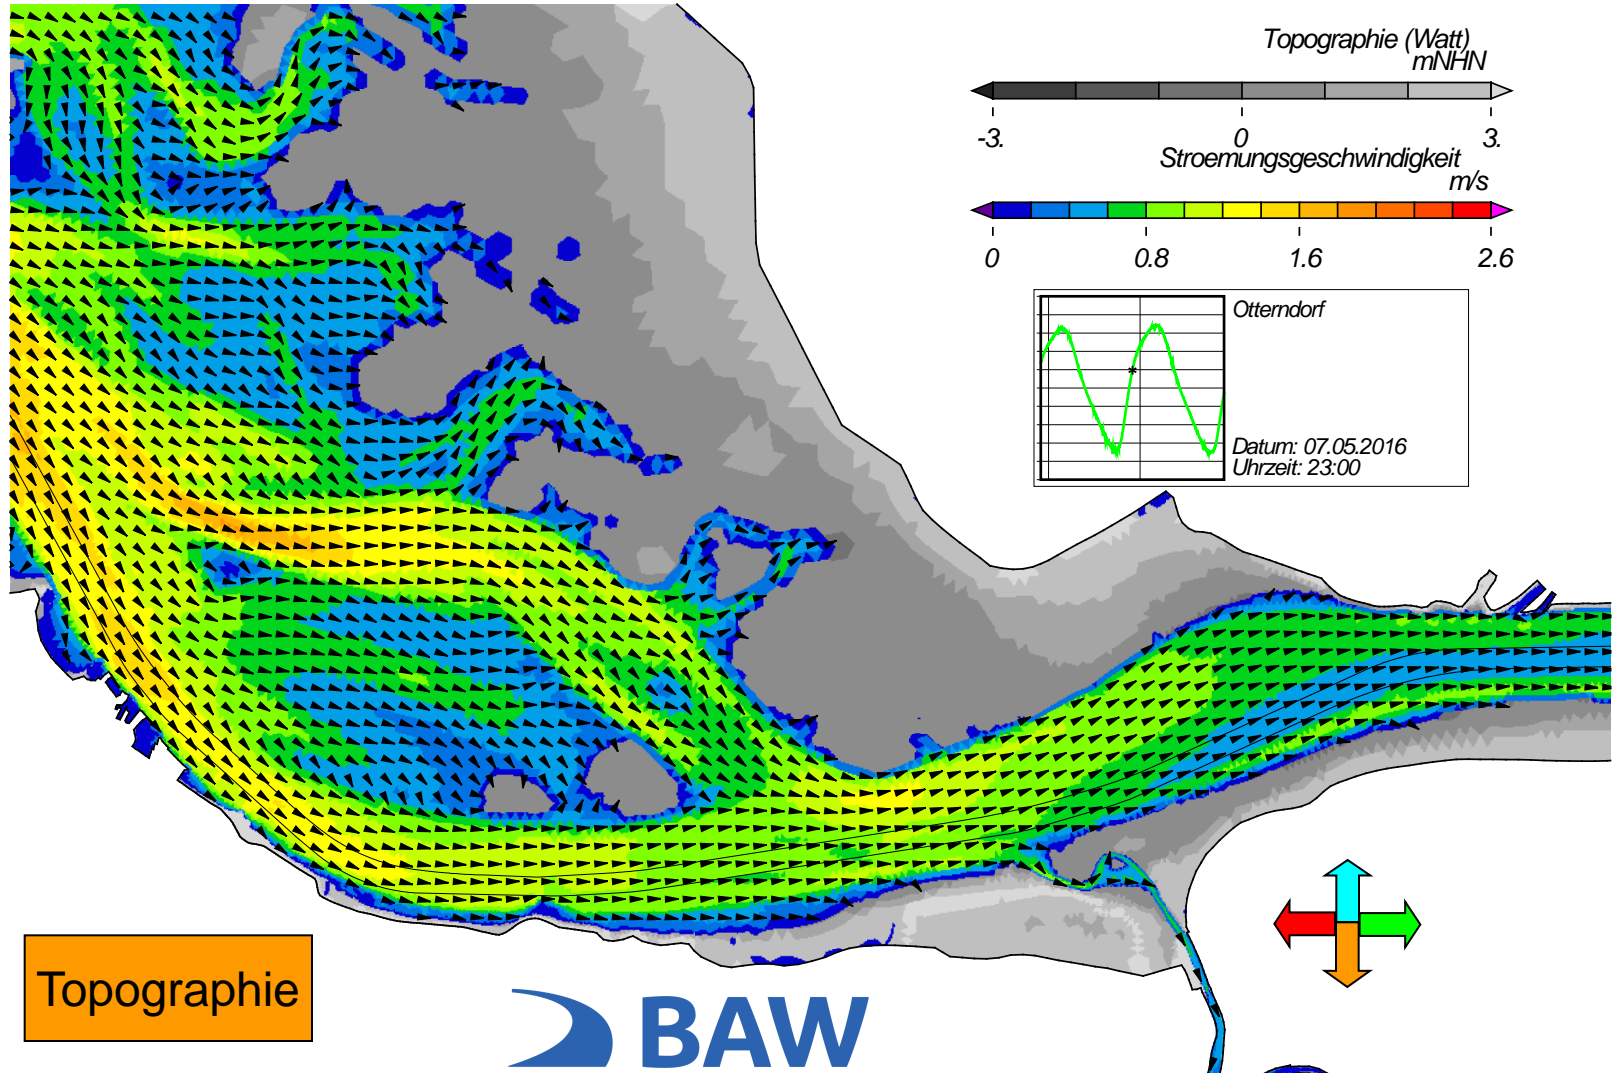 Topographie (Watt)
mNHN
-3. 0 3.
Stroemungsgeschwindigkeit
m/s
0 0.8 1.6 2.6
Otterndorf
Datum: 07.05.2016
Uhrzeit: 23:00
Topographie
BAW